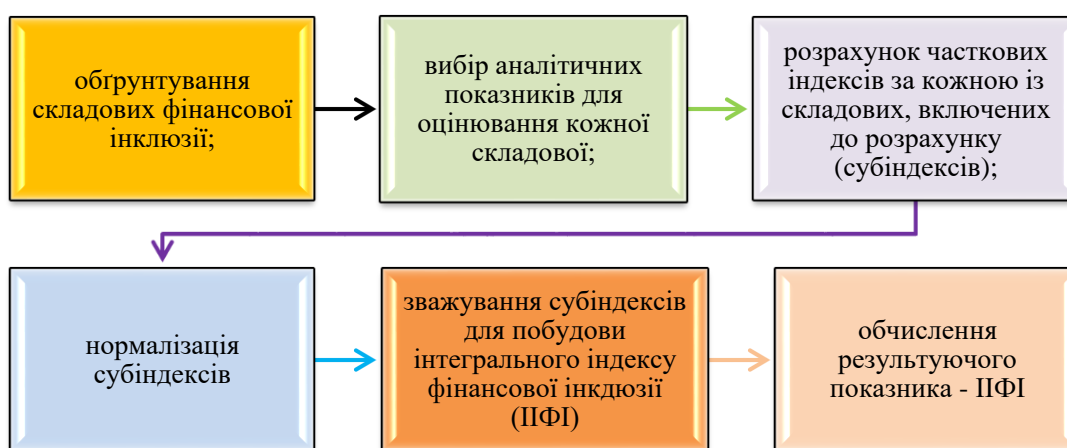 обґрунтування
складових фінансової
інклюзії;
вибір аналітичних
показників для
оцінювання кожної
складової;
розрахунок часткових
індексів за кожною із
складових, включених
до розрахунку
(субіндексів);
нормалізація
субіндексів
зважування субіндексів
для побудови
інтегрального індексу
фінансової інкдюзії
(ІІФІ)
обчислення
результуючого
показника - ІІФІ